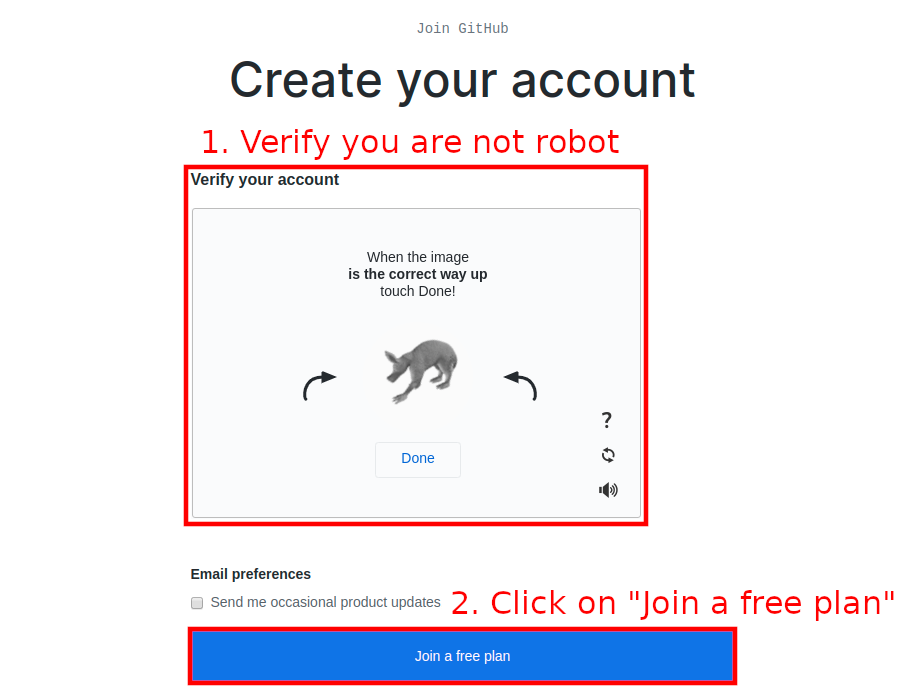 Join GitHub
Create your account
1. Verify you are not robot
Verify your account
When the image
is the correct way up
touch Done!
?
Done
Email preferences
Send me occasional product updates
2. Click on "Join a free plan"
Join a free plan